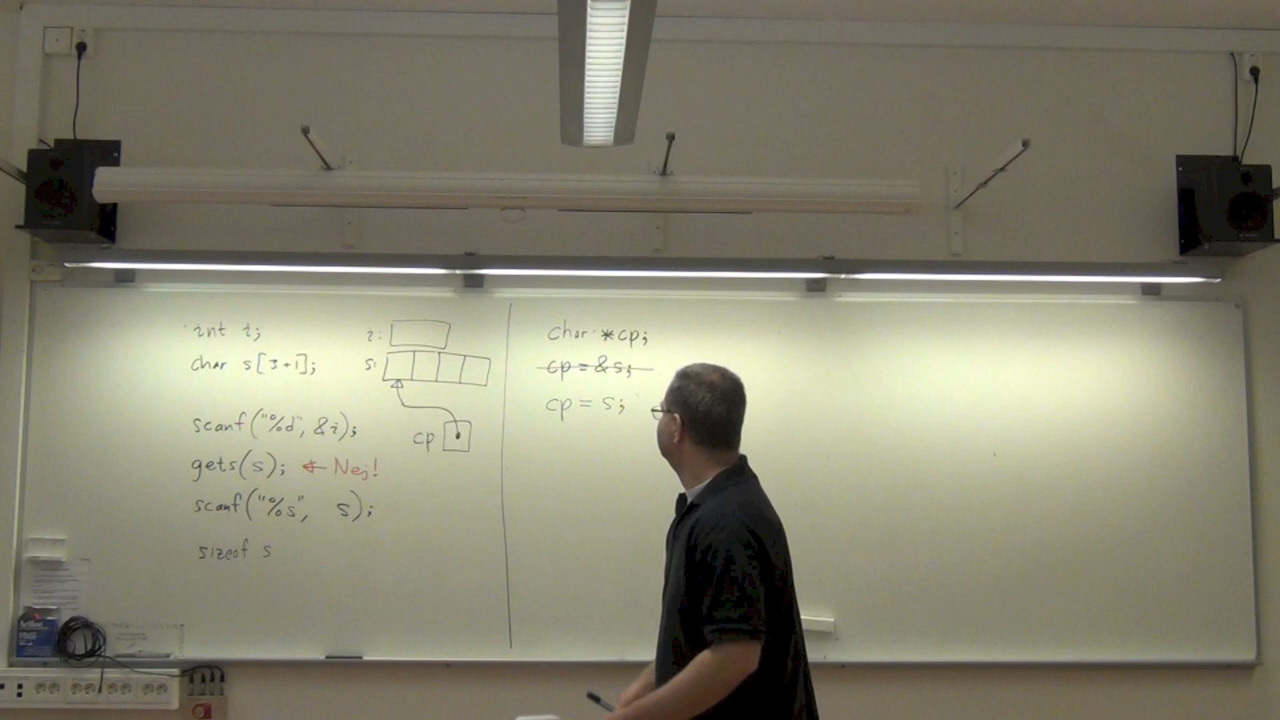 int i;
i:
char s[3+1];
s:
scanf("%d", &i);
cp
gets(s); ← Nej!
scanf("%s", s);
sizeof s
char *cp;
cp = &s;
cp = s;